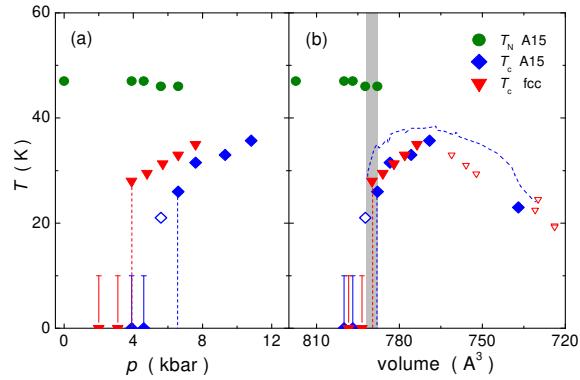 (a)
(b)
T_N A15
T_c A15
T_c fcc
60
40
20
0
T (K)
0 4 8 12
p (kbar)
810 780 750 720
volume (Å³)